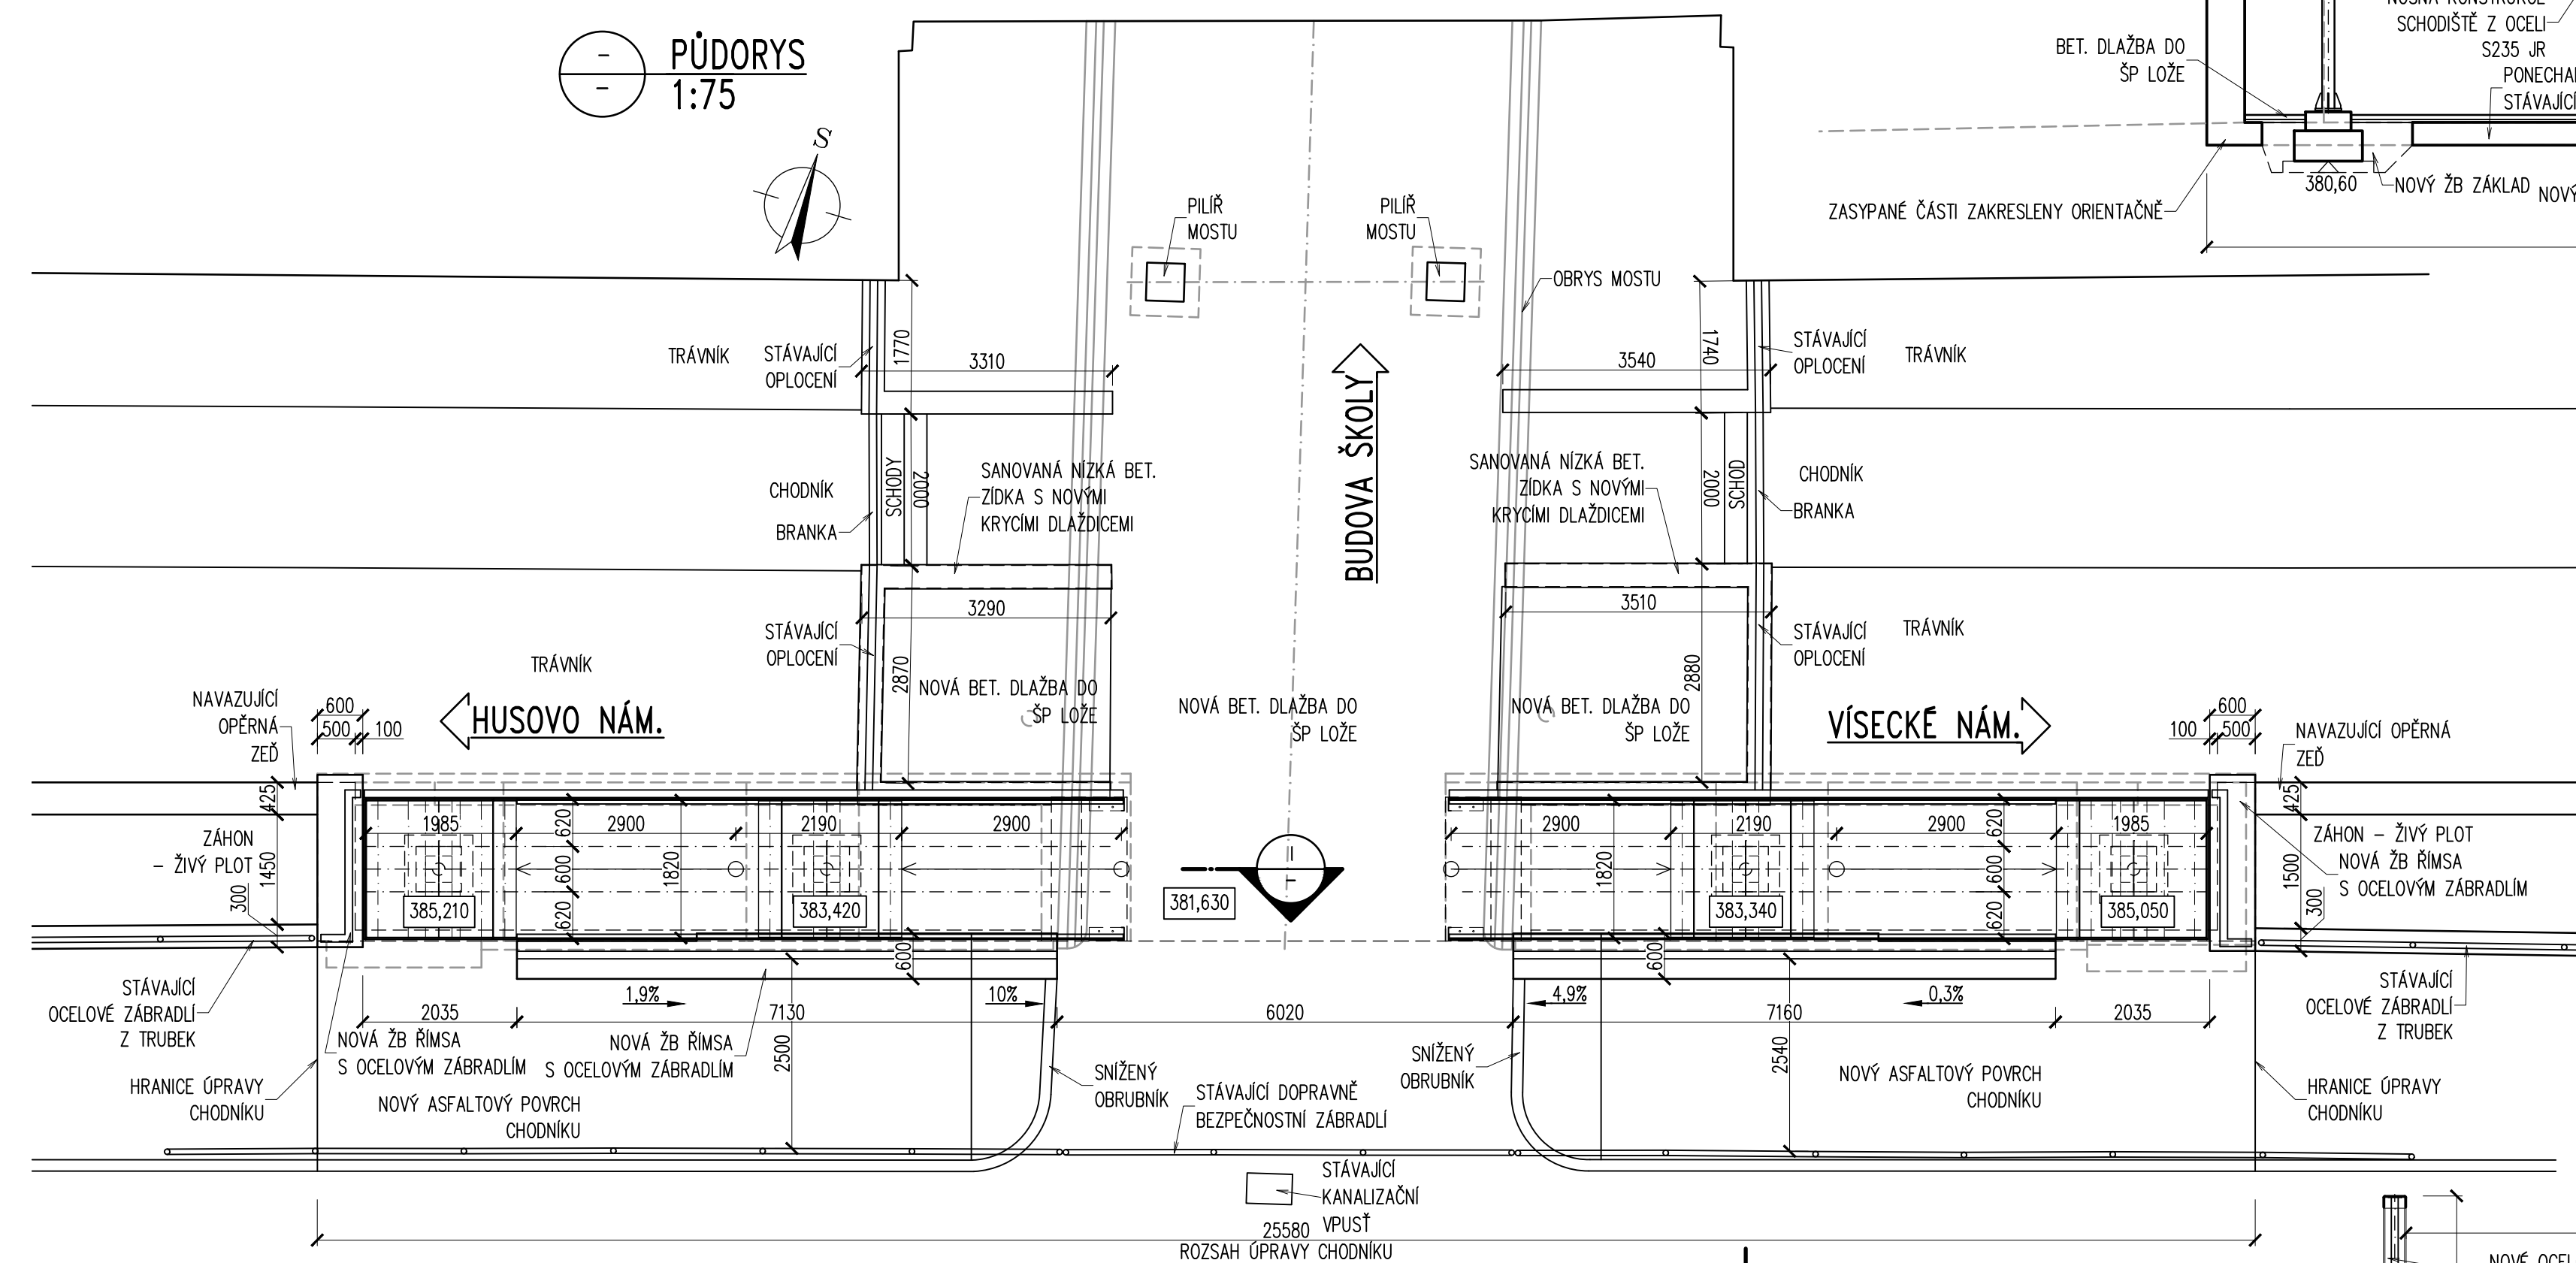 PŮDORYS
1:75
S
NOSNÁ KONSTRUKCE
SCHODIŠTĚ Z OCELI
S235 JR
BET. DLAŽBA DO
ŠP LOŽE
STÁVAJÍCÍ
380,60
NOVÝ ŽB ZÁKLAD
ZASYPANÉ ČÁSTI ZAKRESLENY ORIENTAČNĚ
PILÍŘ
MOSTU
PILÍŘ
MOSTU
OBRYS MOSTU
1770
3310
TRÁVNÍK
STÁVAJÍCÍ
OPLOCENÍ
3540
1740
STÁVAJÍCÍ
OPLOCENÍ
TRÁVNÍK
BUDOVA ŠKOLY
CHODNÍK
BRANKA
SCHODY
2000
SANOVANÁ NÍZKÁ BET.
ZÍDKA S NOVÝMI
KRYCÍMI DLAŽDICEMI
SANOVANÁ NÍZKÁ BET.
ZÍDKA S NOVÝMI
KRYCÍMI DLAŽDICEMI
2000
SCHOD
CHODNÍK
BRANKA
3290
3510
STÁVAJÍCÍ
OPLOCENÍ
STÁVAJÍCÍ
OPLOCENÍ
TRÁVNÍK
TRÁVNÍK
2870
2880
NOVÁ BET. DLAŽBA DO
ŠP LOŽE
NOVÁ BET. DLAŽBA DO
ŠP LOŽE
NOVÁ BET. DLAŽBA DO
ŠP LOŽE
NAVAZUJÍCÍ
OPĚRNÁ
ZEĎ
600
500
100
HUSOVO NÁM.
VÍSECKÉ NÁM.
600
100
500
NAVAZUJÍCÍ OPĚRNÁ
ZEĎ
425
1450
300
ZÁHON
– ŽIVÝ PLOT
1985
2900
2190
2900
620
600
620
1820
385,210
383,420
381,630
2900
2190
2900
1985
1820
620
600
620
383,340
385,050
425
1500
300
ZÁHON – ŽIVÝ PLOT
NOVÁ ŽB ŘÍMSA
S OCELOVÝM ZÁBRADLÍM
600
600
STÁVAJÍCÍ
OCELOVÉ ZÁBRADLÍ
Z TRUBEK
STÁVAJÍCÍ
OCELOVÉ ZÁBRADLÍ
Z TRUBEK
1,9%
10%
4,9%
0,3%
2035
7130
6020
7160
2035
NOVÁ ŽB ŘÍMSA
S OCELOVÝM ZÁBRADLÍM
NOVÁ ŽB ŘÍMSA
S OCELOVÝM ZÁBRADLÍM
2500
2540
SNÍŽENÝ
OBRUBNÍK
SNÍŽENÝ
OBRUBNÍK
HRANICE ÚPRAVY
CHODNÍKU
HRANICE ÚPRAVY
CHODNÍKU
NOVÝ ASFALTOVÝ POVRCH
CHODNÍKU
NOVÝ ASFALTOVÝ POVRCH
CHODNÍKU
STÁVAJÍCÍ DOPRAVNĚ
BEZPEČNOSTNÍ ZÁBRADLÍ
STÁVAJÍCÍ
KANALIZAČNÍ
VPUSŤ
25580
ROZSAH ÚPRAVY CHODNÍKU